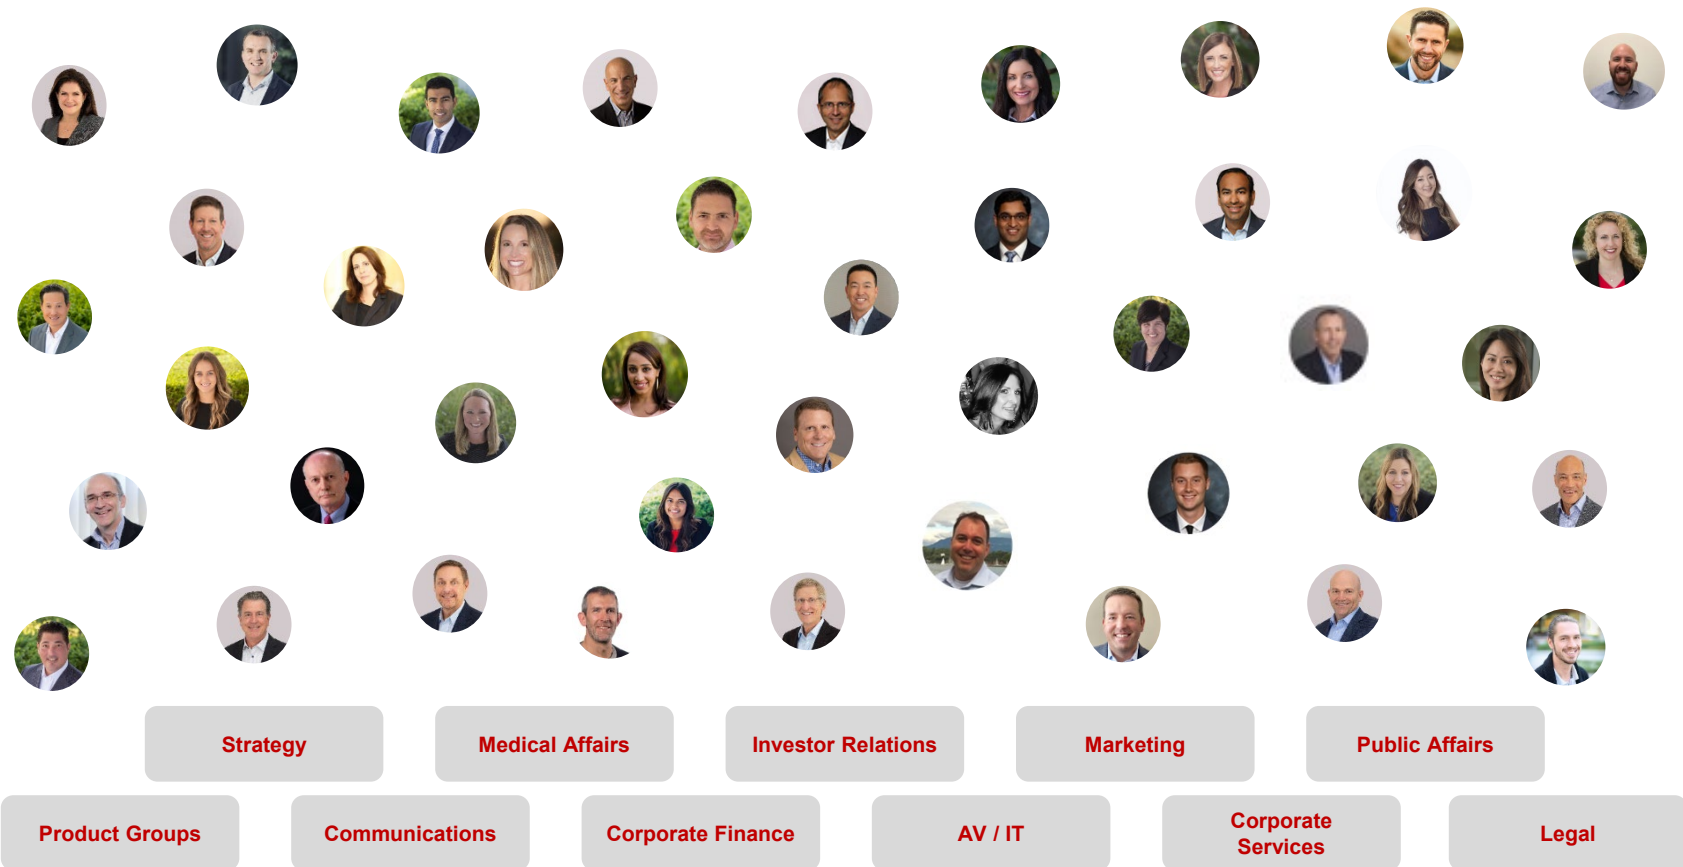 Strategy
Medical Affairs
Investor Relations
Marketing
Public Affairs
Product Groups
Communications
Corporate Finance
AV / IT
Corporate
Services
Legal